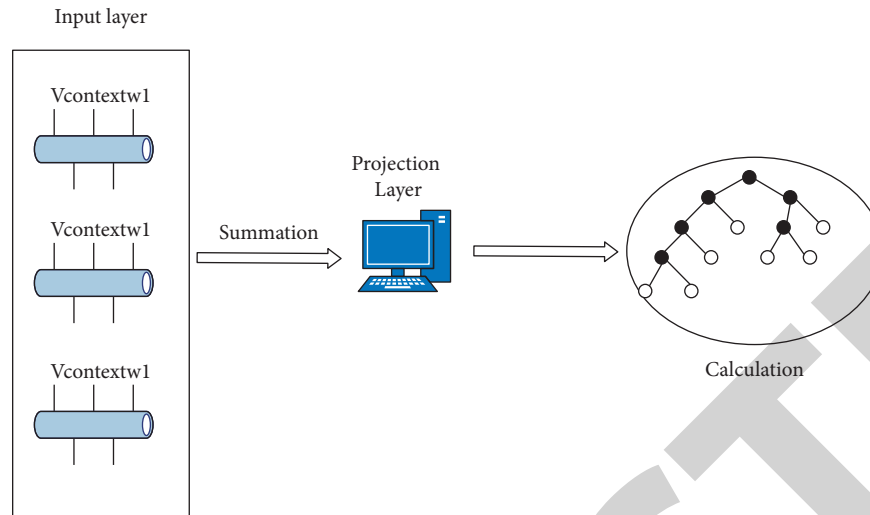 Input layer
Vcontextw1
Vcontextw1
Vcontextw1
Summation
Projection
Layer
Calculation